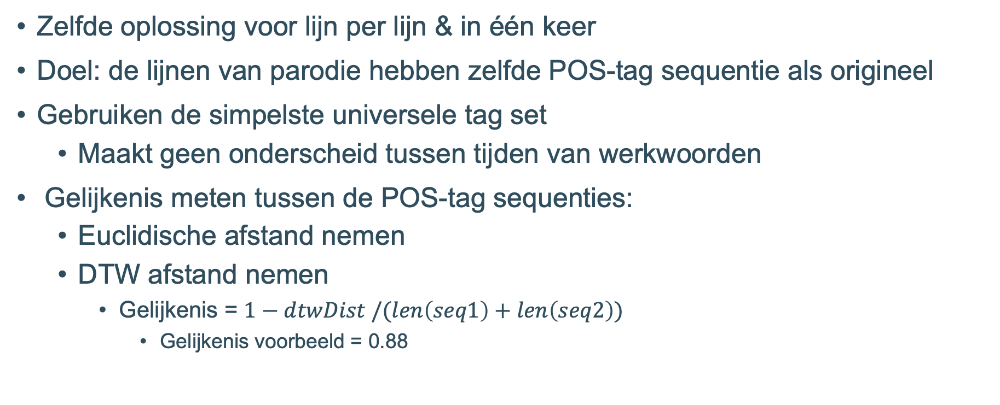 • Zelfde oplossing voor lijn per lijn & in één keer
• Doel: de lijnen van parodie hebben zelfde POS-tag sequentie als origineel
• Gebruiken de simpelste universele tag set
• Maakt geen onderscheid tussen tijden van werkwoorden
• Gelijkenis meten tussen de POS-tag sequenties:
• Euclidische afstand nemen
• DTW afstand nemen
• Gelijkenis = 1 − dtwDist /(len(seq1) + len(seq2))
• Gelijkenis voorbeeld = 0.88